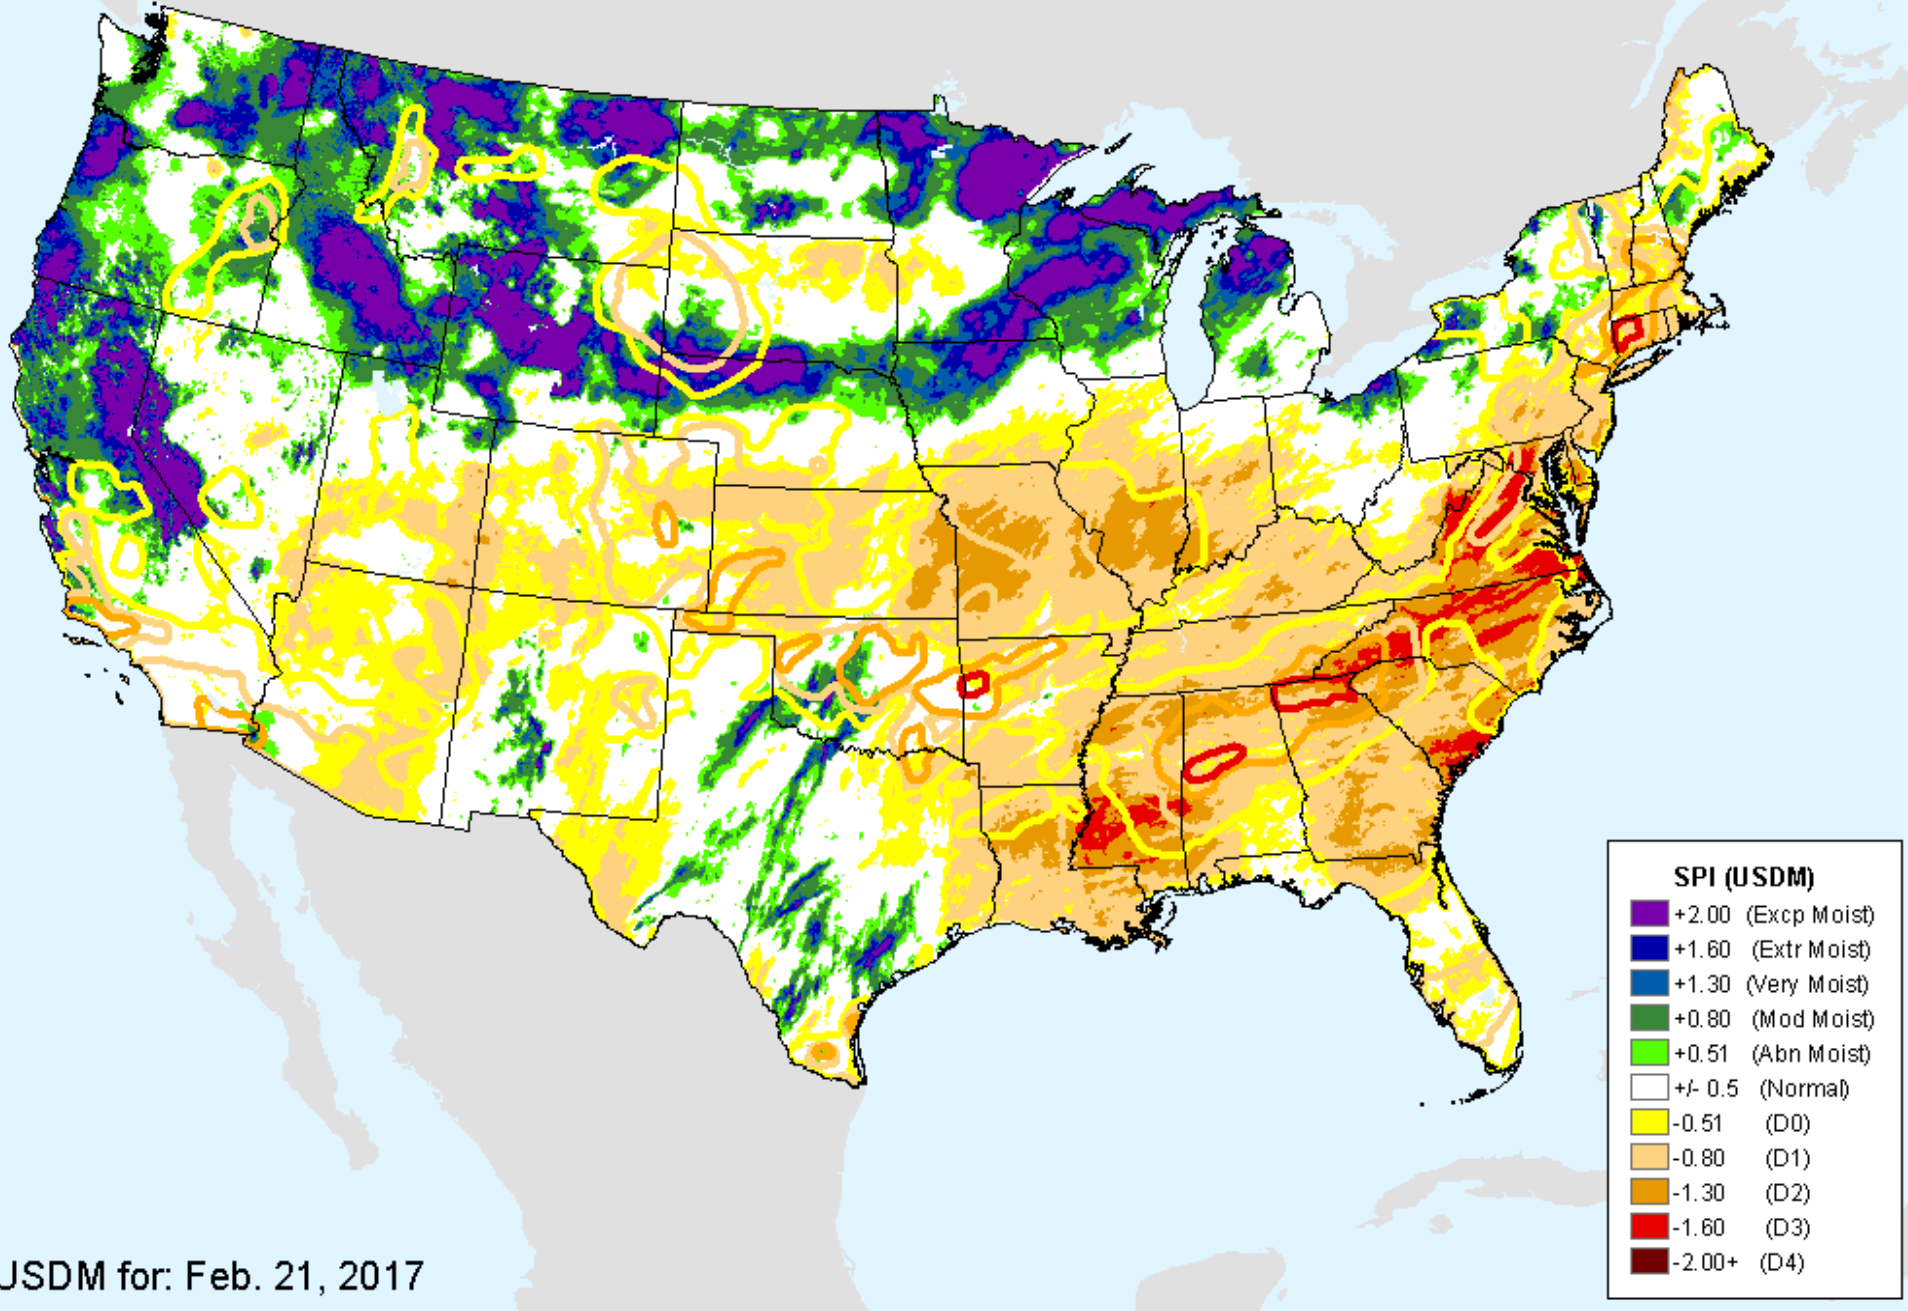 SPI (USDM)
+2.00 (Excp Moist)
+1.60 (Extr Moist)
+1.30 (Very Moist)
+0.80 (Mod Moist)
+0.51 (Abn Moist)
+/- 0.5 (Normal)
-0.51 (D0)
-0.80 (D1)
-1.30 (D2)
-1.60 (D3)
-2.00+ (D4)
USDM for: Feb. 21, 2017